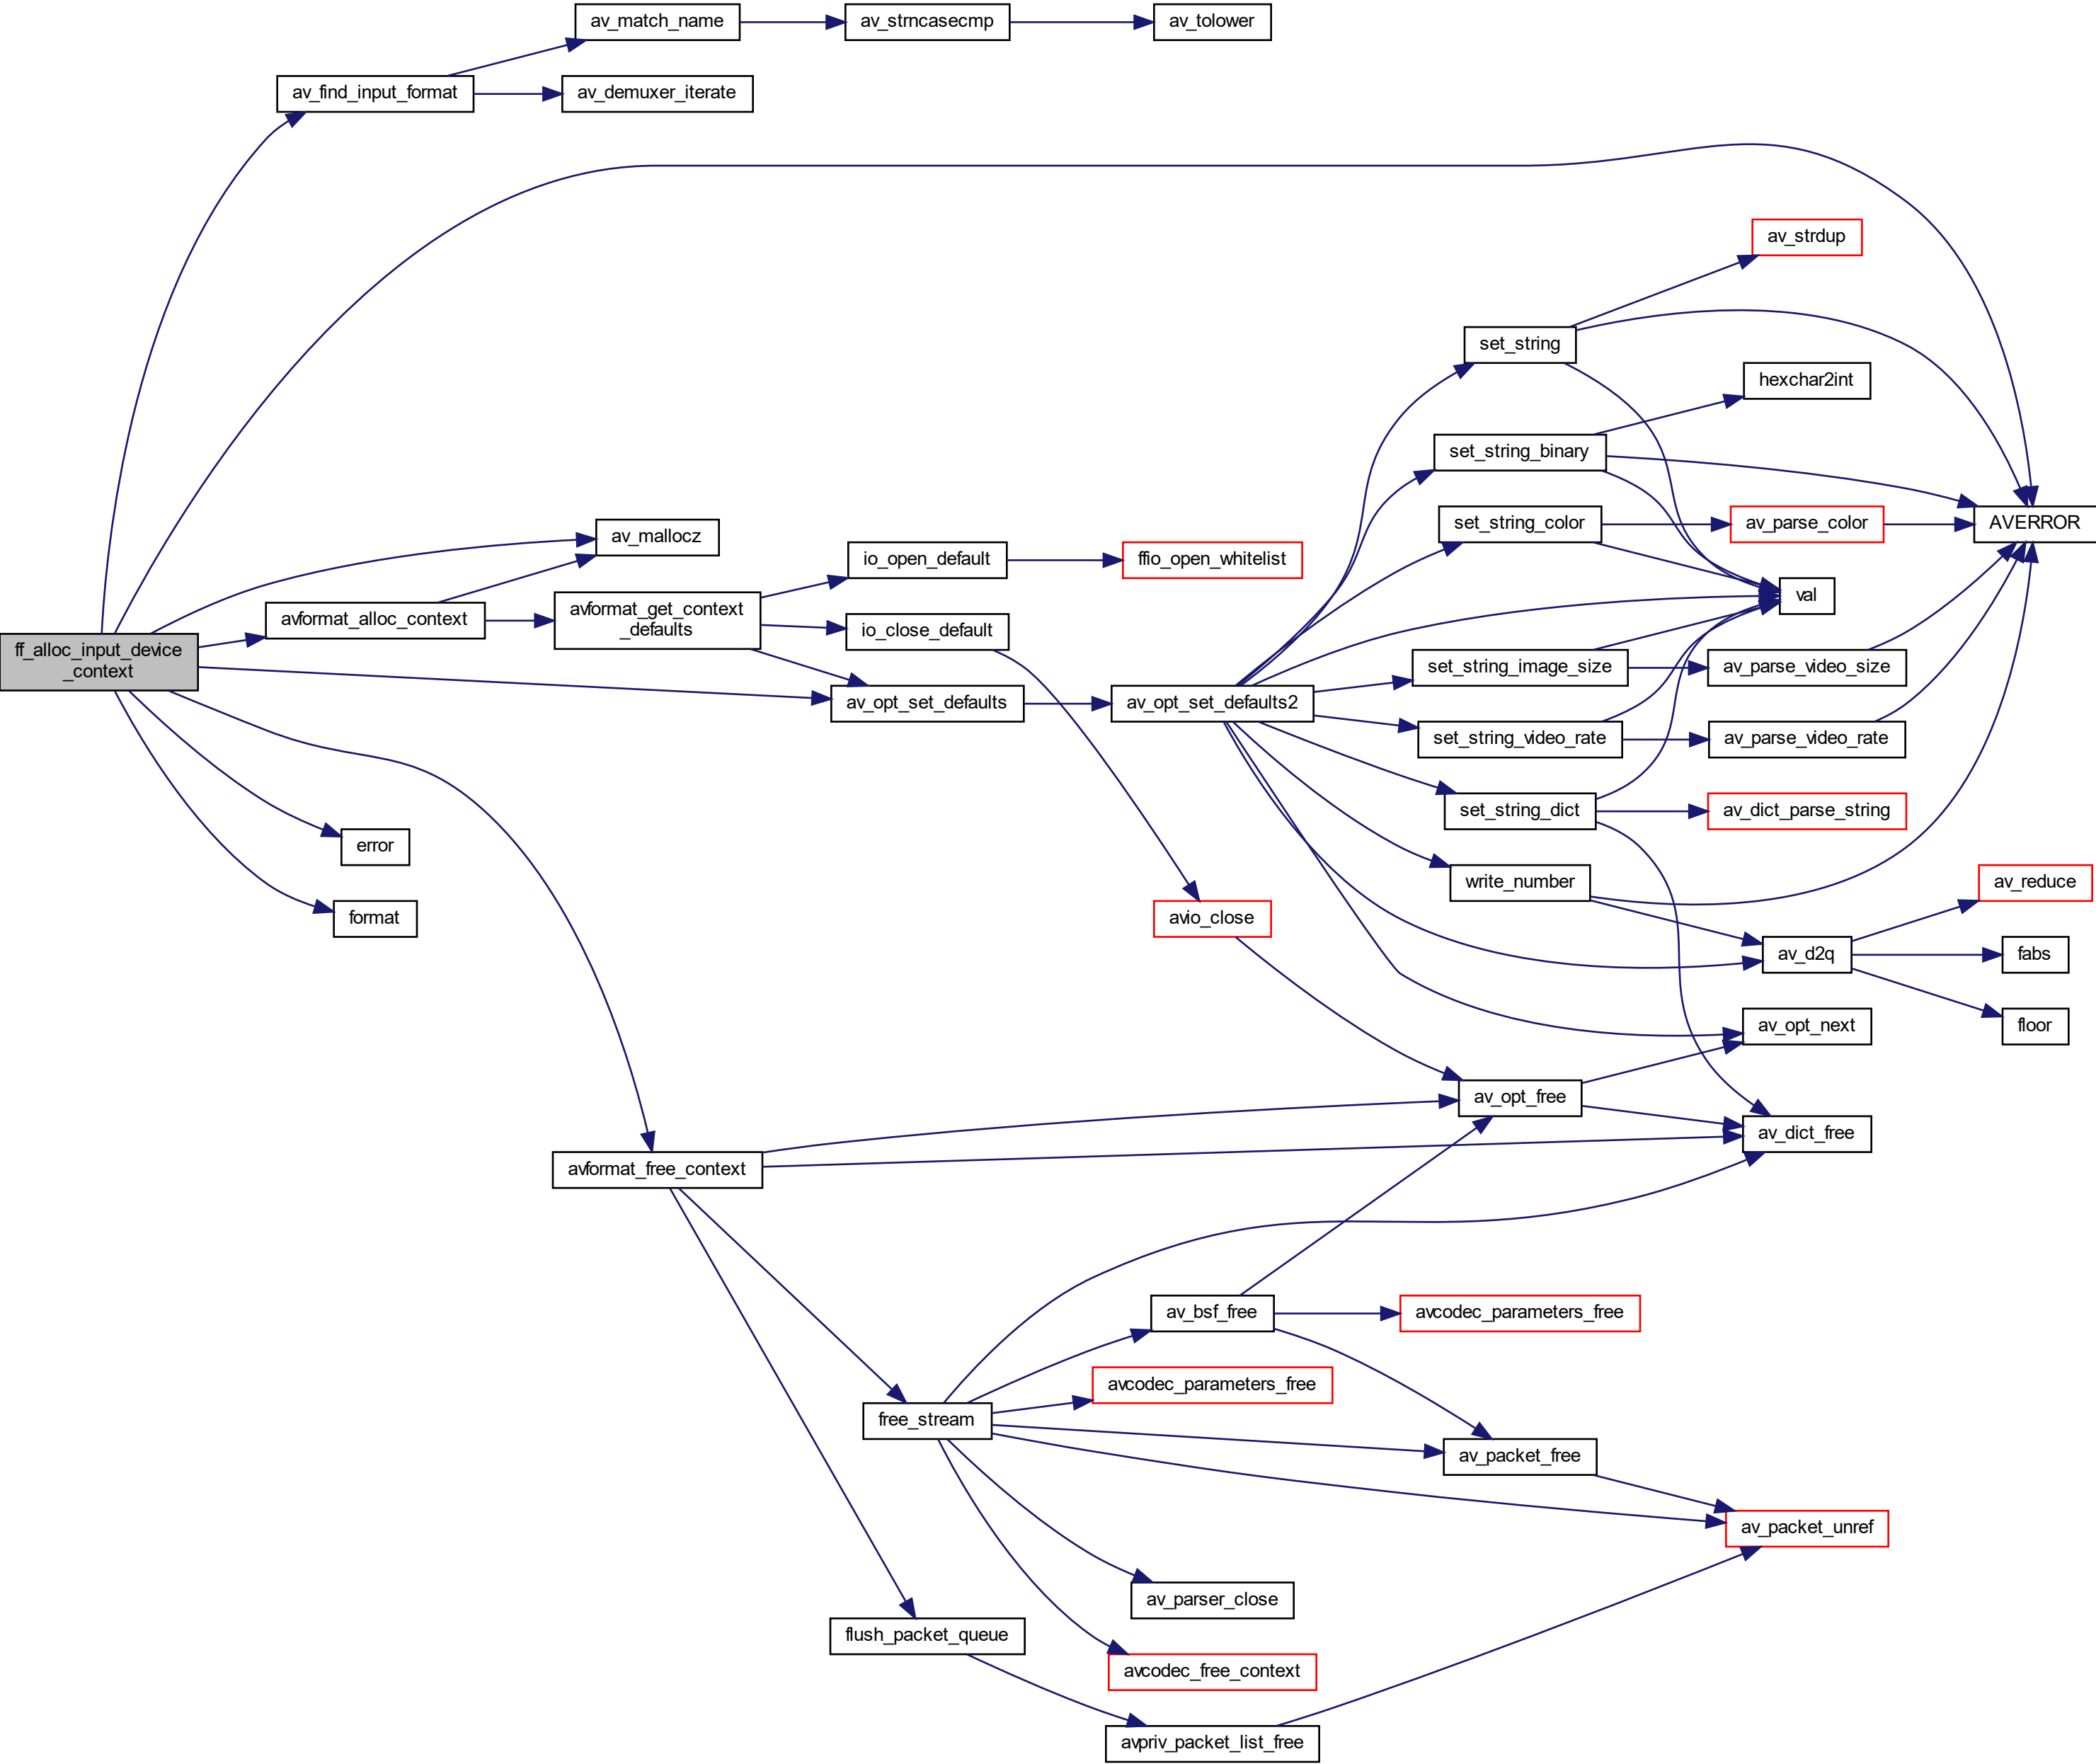 av_match_name
av_strncasecmp
av_tolower
av_find_input_format
av_demuxer_iterate
av_strdup
set_string
hexchar2int
set_string_binary
av_mallocz
set_string_color
av_parse_color
AVERROR
io_open_default
ffio_open_whitelist
avformat_alloc_context
avformat_get_context
_defaults
val
io_close_default
ff_alloc_input_device
_context
set_string_image_size
av_parse_video_size
av_opt_set_defaults
av_opt_set_defaults2
set_string_video_rate
av_parse_video_rate
set_string_dict
av_dict_parse_string
error
write_number
av_reduce
format
avio_close
av_d2q
fabs
av_opt_next
floor
av_opt_free
av_dict_free
avformat_free_context
av_bsf_free
avcodec_parameters_free
avcodec_parameters_free
free_stream
av_packet_free
av_packet_unref
av_parser_close
flush_packet_queue
avcodec_free_context
avpriv_packet_list_free